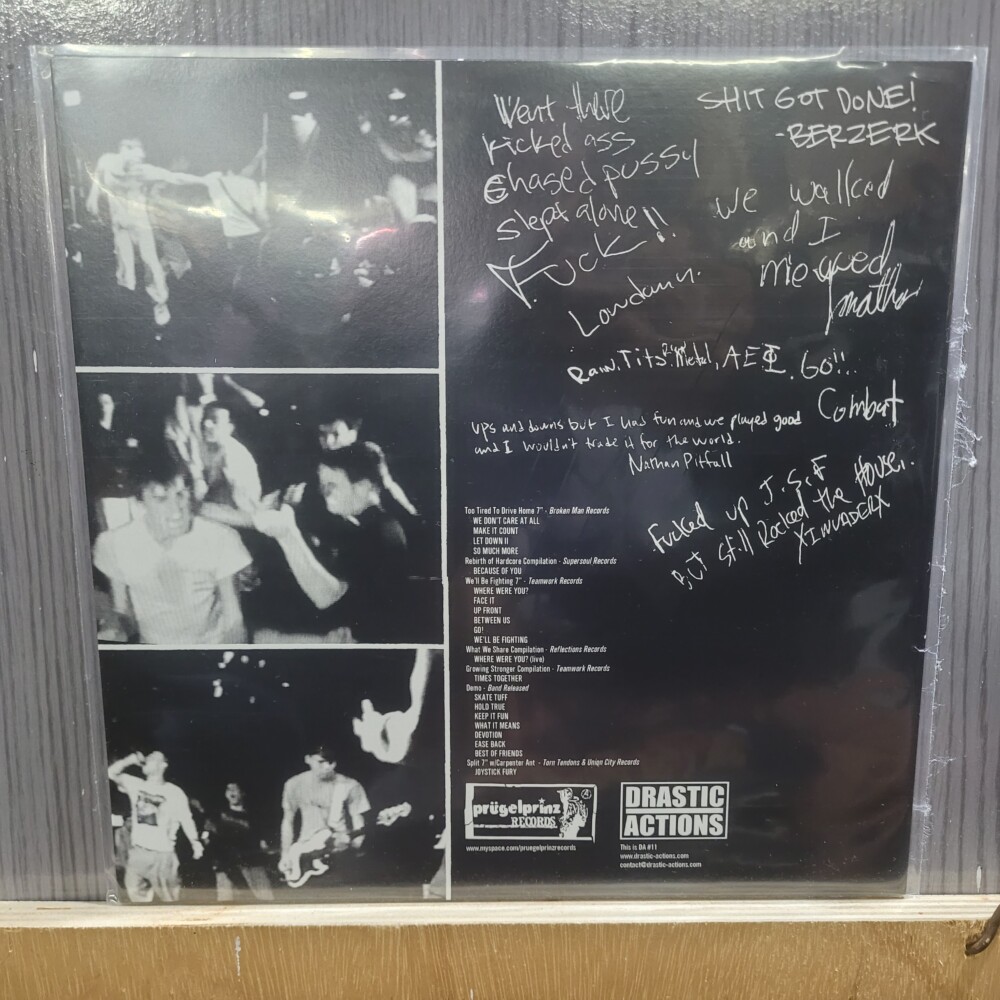 Went there
kicked ass
chased pussy
slept alone!!
Fuck!!
SHIT GOT DONE!
-BERZERK
we walked
and I
Jonathan
Rain, Tits, Metal, AEI, GO!!
Combat
ups and downs but I had fun and we played good
and I wouldn't trade it for the world.
Nathan Pitfall
Fucked up J.S.F
But still Rocked the House.
XINVADERX
Too Tired To Drive Home 7" - Broken Man Records
WE DON'T CARE AT ALL
MAKE IT COUNT
LET DOWN II
SO MUCH MORE
Rebirth of Hardcore Compilation - Supersoul Records
BECAUSE OF YOU
We'll Be Fighting 7" - Teamwork Records
WHERE WERE YOU?
FACE IT
UP FRONT
BETWEEN US
GO!
WE'LL BE FIGHTING
What We Share Compilation - Reflections Records
WHERE WERE YOU? (live)
Growing Stronger Compilation - Teamwork Records
TIMES TOGETHER
Demo - Band Released
SKATE TUFF
HOLD TRUE
KEEP IT FUN
WHAT IT MEANS
DEVOTION
EASE BACK
BEST OF FRIENDS
Split 7" w/Carpenter Ant - Torn Tendons & Union City Records
JOYSTICK FURY
prügelprinz
RECORDS
www.myspace.com/pruegelprinzrecords
DRASTIC
ACTIONS
This is DA #11
www.drastic-actions.com
contact@drastic-actions.com